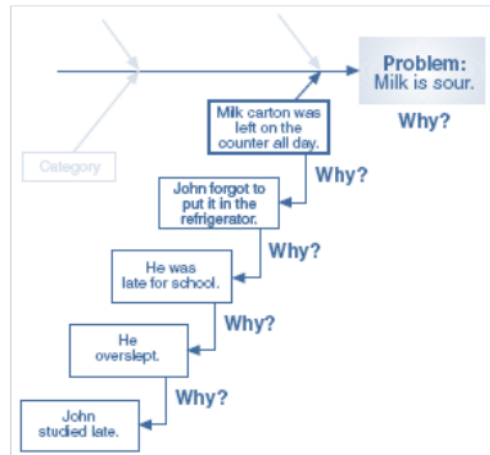 Problem:
Milk is sour.
Why?
Milk carton was
left on the
counter all day.
Category
Why?
John forgot to
put it in the
refrigerator.
Why?
He was
late for school.
Why?
He
overslept.
Why?
John
studied late.